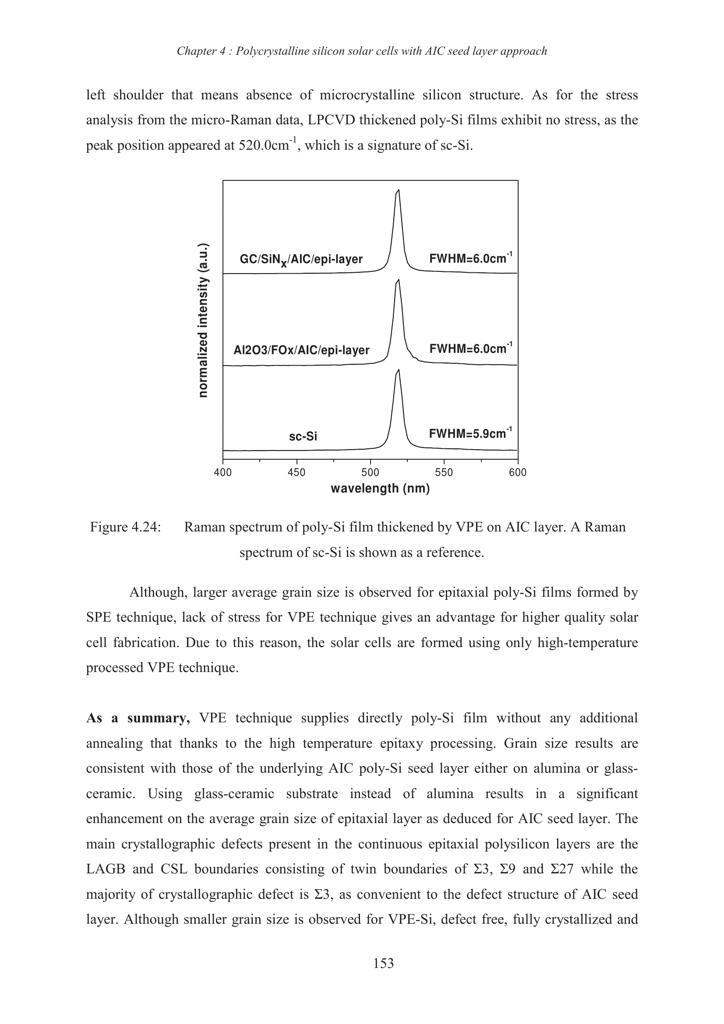 Chapter 4 : Polycrystalline silicon solar cells with AIC seed layer approach
left shoulder that means absence of microcrystalline silicon structure. As for the stress
analysis from the micro-Raman data, LPCVD thickened poly-Si films exhibit no stress, as the
peak position appeared at 520.0cm-1, which is a signature of sc-Si.
normalized intensity (a.u.)
GC/SiNx/AIC/epi-layer FWHM=6.0cm-1
Al2O3/FOx/AIC/epi-layer FWHM=6.0cm-1
sc-Si FWHM=5.9cm-1
400 450 500 550 600
wavelength (nm)
Figure 4.24: Raman spectrum of poly-Si film thickened by VPE on AIC layer. A Raman
spectrum of sc-Si is shown as a reference.
Although, larger average grain size is observed for epitaxial poly-Si films formed by
SPE technique, lack of stress for VPE technique gives an advantage for higher quality solar
cell fabrication. Due to this reason, the solar cells are formed using only high-temperature
processed VPE technique.
As a summary, VPE technique supplies directly poly-Si film without any additional
annealing that thanks to the high temperature epitaxy processing. Grain size results are
consistent with those of the underlying AIC poly-Si seed layer either on alumina or glass-
ceramic. Using glass-ceramic substrate instead of alumina results in a significant
enhancement on the average grain size of epitaxial layer as deduced for AIC seed layer. The
main crystallographic defects present in the continuous epitaxial polysilicon layers are the
LAGB and CSL boundaries consisting of twin boundaries of Σ3, Σ9 and Σ27 while the
majority of crystallographic defect is Σ3, as convenient to the defect structure of AIC seed
layer. Although smaller grain size is observed for VPE-Si, defect free, fully crystallized and
153